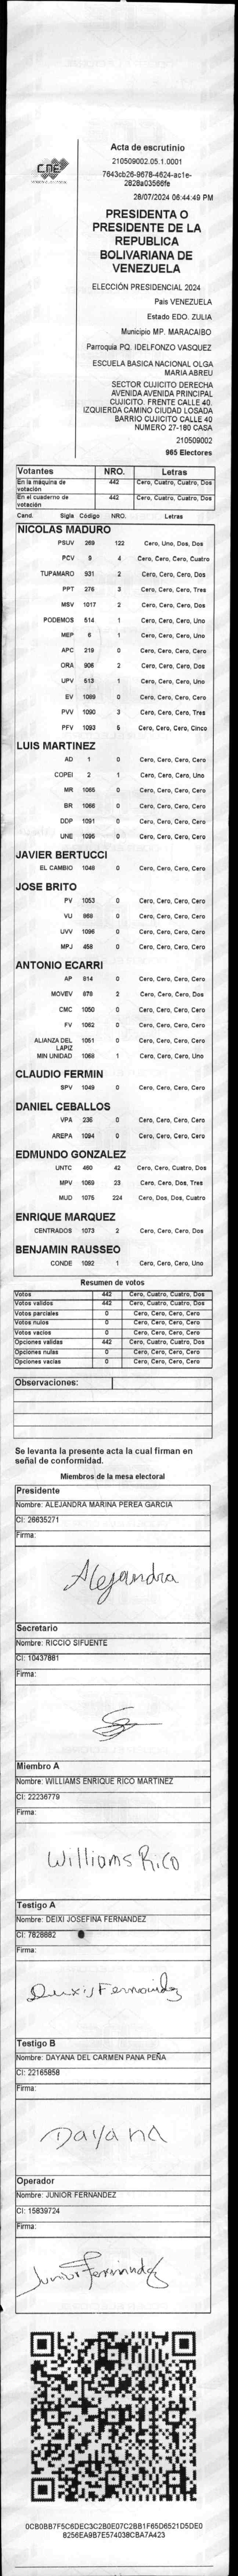 CNE
Acta de escrutinio
210509002.05.1.0001
7643cb26-9678-4624-ac1e-
2828a03566fe
28/07/2024 06:44:49 PM
PRESIDENTA O
PRESIDENTE DE LA
REPUBLICA
BOLIVARIANA DE
VENEZUELA
ELECCIÓN PRESIDENCIAL 2024
Pais VENEZUELA
Estado EDO. ZULIA
Municipio MP. MARACAIBO
Parroquia PQ. IDELFONZO VASQUEZ
ESCUELA BASICA NACIONAL OLGA
MARIA ABREU
SECTOR CUJICITO DERECHA
AVENIDA AVENIDA PRINCIPAL
CUJICITO. FRENTE CALLE 40.
IZQUIERDA CAMINO CIUDAD LOSADA
BARRIO CUJICITO CALLE 40
NUMERO 27-180 CASA
210509002
965 Electores
Votantes NRO. Letras
En la máquina de votación 442 Cero, Cuatro, Cuatro, Dos
En el cuaderno de votación 442 Cero, Cuatro, Cuatro, Dos
Cand. Sigla Código NRO. Letras
NICOLAS MADURO
PSUV 269 122 Cero, Uno, Dos, Dos
PCV 9 4 Cero, Cero, Cero, Cuatro
TUPAMARO 931 2 Cero, Cero, Cero, Dos
PPT 276 3 Cero, Cero, Cero, Tres
MSV 1017 2 Cero, Cero, Cero, Dos
PODEMOS 514 1 Cero, Cero, Cero, Uno
MEP 6 1 Cero, Cero, Cero, Uno
APC 219 0 Cero, Cero, Cero, Cero
ORA 906 2 Cero, Cero, Cero, Dos
UPV 513 1 Cero, Cero, Cero, Uno
EV 1089 0 Cero, Cero, Cero, Cero
PVV 1090 3 Cero, Cero, Cero, Tres
PFV 1093 5 Cero, Cero, Cero, Cinco
LUIS MARTINEZ
AD 1 0 Cero, Cero, Cero, Cero
COPEI 2 1 Cero, Cero, Cero, Uno
MR 1065 0 Cero, Cero, Cero, Cero
BR 1066 0 Cero, Cero, Cero, Cero
DDP 1091 0 Cero, Cero, Cero, Cero
UNE 1095 0 Cero, Cero, Cero, Cero
JAVIER BERTUCCI
EL CAMBIO 1048 0 Cero, Cero, Cero, Cero
JOSE BRITO
PV 1053 0 Cero, Cero, Cero, Cero
VU 868 0 Cero, Cero, Cero, Cero
UVV 1096 0 Cero, Cero, Cero, Cero
MPJ 458 0 Cero, Cero, Cero, Cero
ANTONIO ECARRI
AP 814 0 Cero, Cero, Cero, Cero
MOVEV 878 2 Cero, Cero, Cero, Dos
CMC 1050 0 Cero, Cero, Cero, Cero
FV 1062 0 Cero, Cero, Cero, Cero
ALIANZA DEL LAPIZ 1051 0 Cero, Cero, Cero, Cero
MIN UNIDAD 1068 1 Cero, Cero, Cero, Uno
CLAUDIO FERMIN
SPV 1049 0 Cero, Cero, Cero, Cero
DANIEL CEBALLOS
VPA 236 0 Cero, Cero, Cero, Cero
AREPA 1094 0 Cero, Cero, Cero, Cero
EDMUNDO GONZALEZ
UNTC 460 42 Cero, Cero, Cuatro, Dos
MPV 1069 23 Cero, Cero, Dos, Tres
MUD 1075 224 Cero, Dos, Dos, Cuatro
ENRIQUE MARQUEZ
CENTRADOS 1073 2 Cero, Cero, Cero, Dos
BENJAMIN RAUSSEO
CONDE 1092 1 Cero, Cero, Cero, Uno
Resumen de votos
Votos 442 Cero, Cuatro, Cuatro, Dos
Votos validos 442 Cero, Cuatro, Cuatro, Dos
Votos parciales 0 Cero, Cero, Cero, Cero
Votos nulos 0 Cero, Cero, Cero, Cero
Votos vacios 0 Cero, Cero, Cero, Cero
Opciones validas 442 Cero, Cuatro, Cuatro, Dos
Opciones nulas 0 Cero, Cero, Cero, Cero
Opciones vacias 0 Cero, Cero, Cero, Cero
Observaciones:
Se levanta la presente acta la cual firman en
señal de conformidad.
Miembros de la mesa electoral
Presidente
Nombre: ALEJANDRA MARINA PEREA GARCIA
CI: 26635271
Firma:
Alejandra
Secretario
Nombre: RICCIO SIFUENTE
CI: 10437881
Firma:
Miembro A
Nombre: WILLIAMS ENRIQUE RICO MARTINEZ
CI: 22236779
Firma:
Williams Rico
Testigo A
Nombre: DEIXI JOSEFINA FERNANDEZ
CI: 7828882
Firma:
Deixis Fernandez
Testigo B
Nombre: DAYANA DEL CARMEN PANA PEÑA
CI: 22165858
Firma:
Dayana
Operador
Nombre: JUNIOR FERNANDEZ
CI: 15839724
Firma:
Junior Fernandez
0CB0BB7F5C6DEC3C2B0E07C2BB1F65D6521D5DE0
8256EA9B7E574038CBA7A423